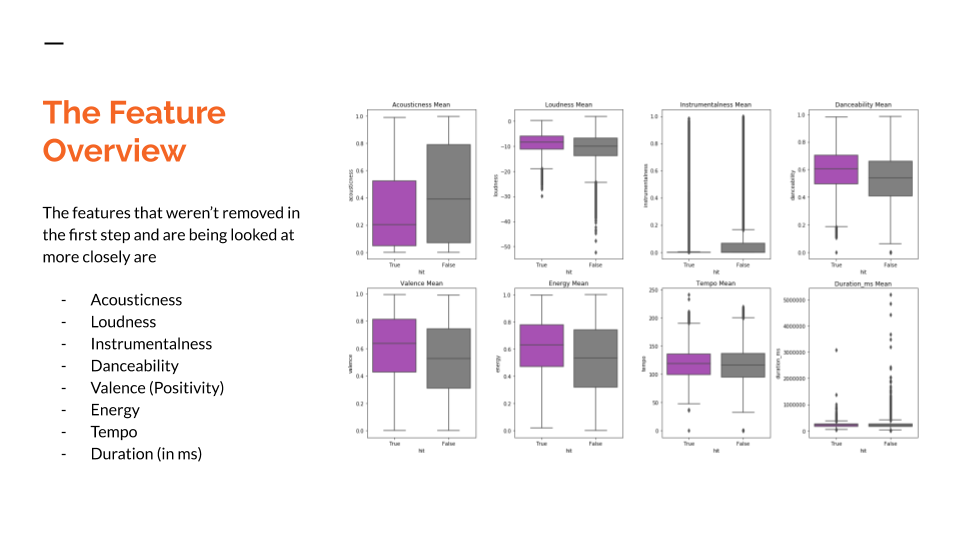 The Feature
Overview
The features that weren't removed in
the first step and are being looked at
more closely are
- Acousticness
- Loudness
- Instrumentalness
- Danceability
- Valence (Positivity)
- Energy
- Tempo
- Duration (in ms)
Acousticness Mean
acousticness
1.0
0.8
0.6
0.4
0.2
0.0
True False
hit
Loudness Mean
loudness
0
−10
−20
−30
−40
−50
True False
hit
Instrumentalness Mean
instrumentalness
1.0
0.8
0.6
0.4
0.2
0.0
True False
hit
Danceability Mean
danceability
1.0
0.8
0.6
0.4
0.2
0.0
True False
hit
Valence Mean
valence
1.0
0.8
0.6
0.4
0.2
0.0
True False
hit
Energy Mean
energy
1.0
0.8
0.6
0.4
0.2
0.0
True False
hit
Tempo Mean
tempo
250
200
150
100
50
0
True False
hit
Duration_ms Mean
duration_ms
5000000
4000000
3000000
2000000
1000000
0
True False
hit